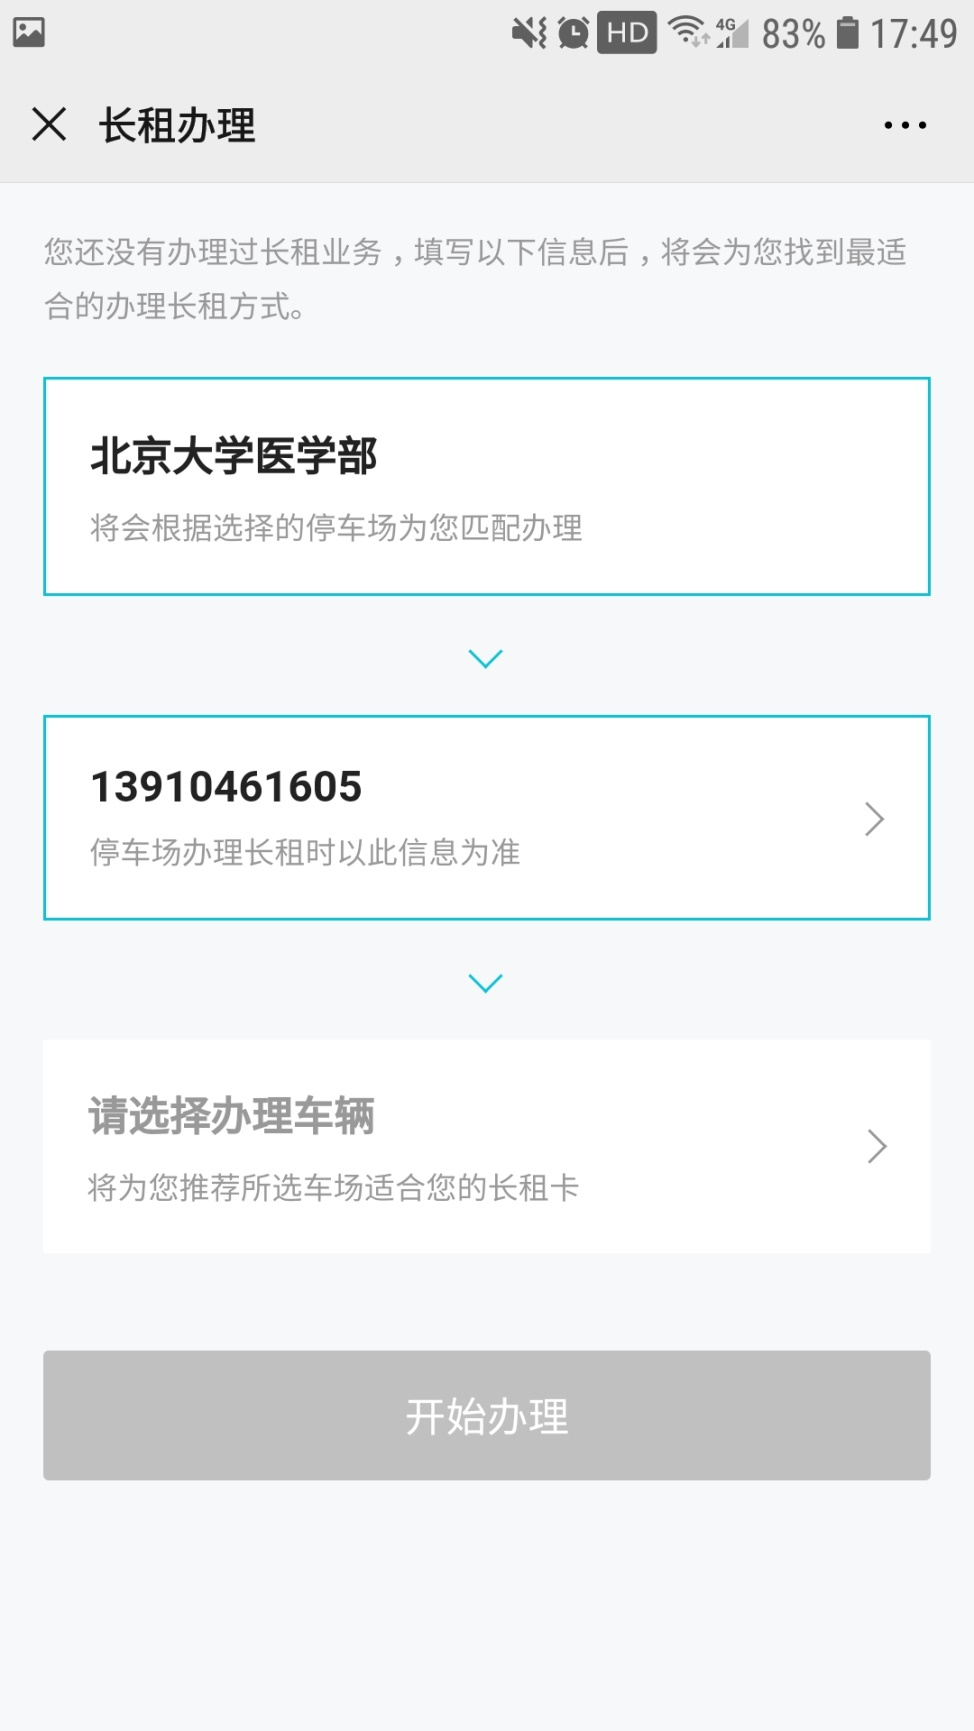 HD 4G 83% 17:49
长租办理
您还没有办理过长租业务，填写以下信息后，将会为您找到最适
合的办理长租方式。
北京大学医学部
将会根据选择的停车场为您匹配办理
13910461605
停车场办理长租时以此信息为准
请选择办理车辆
将为您推荐所选车场适合您的长租卡
开始办理